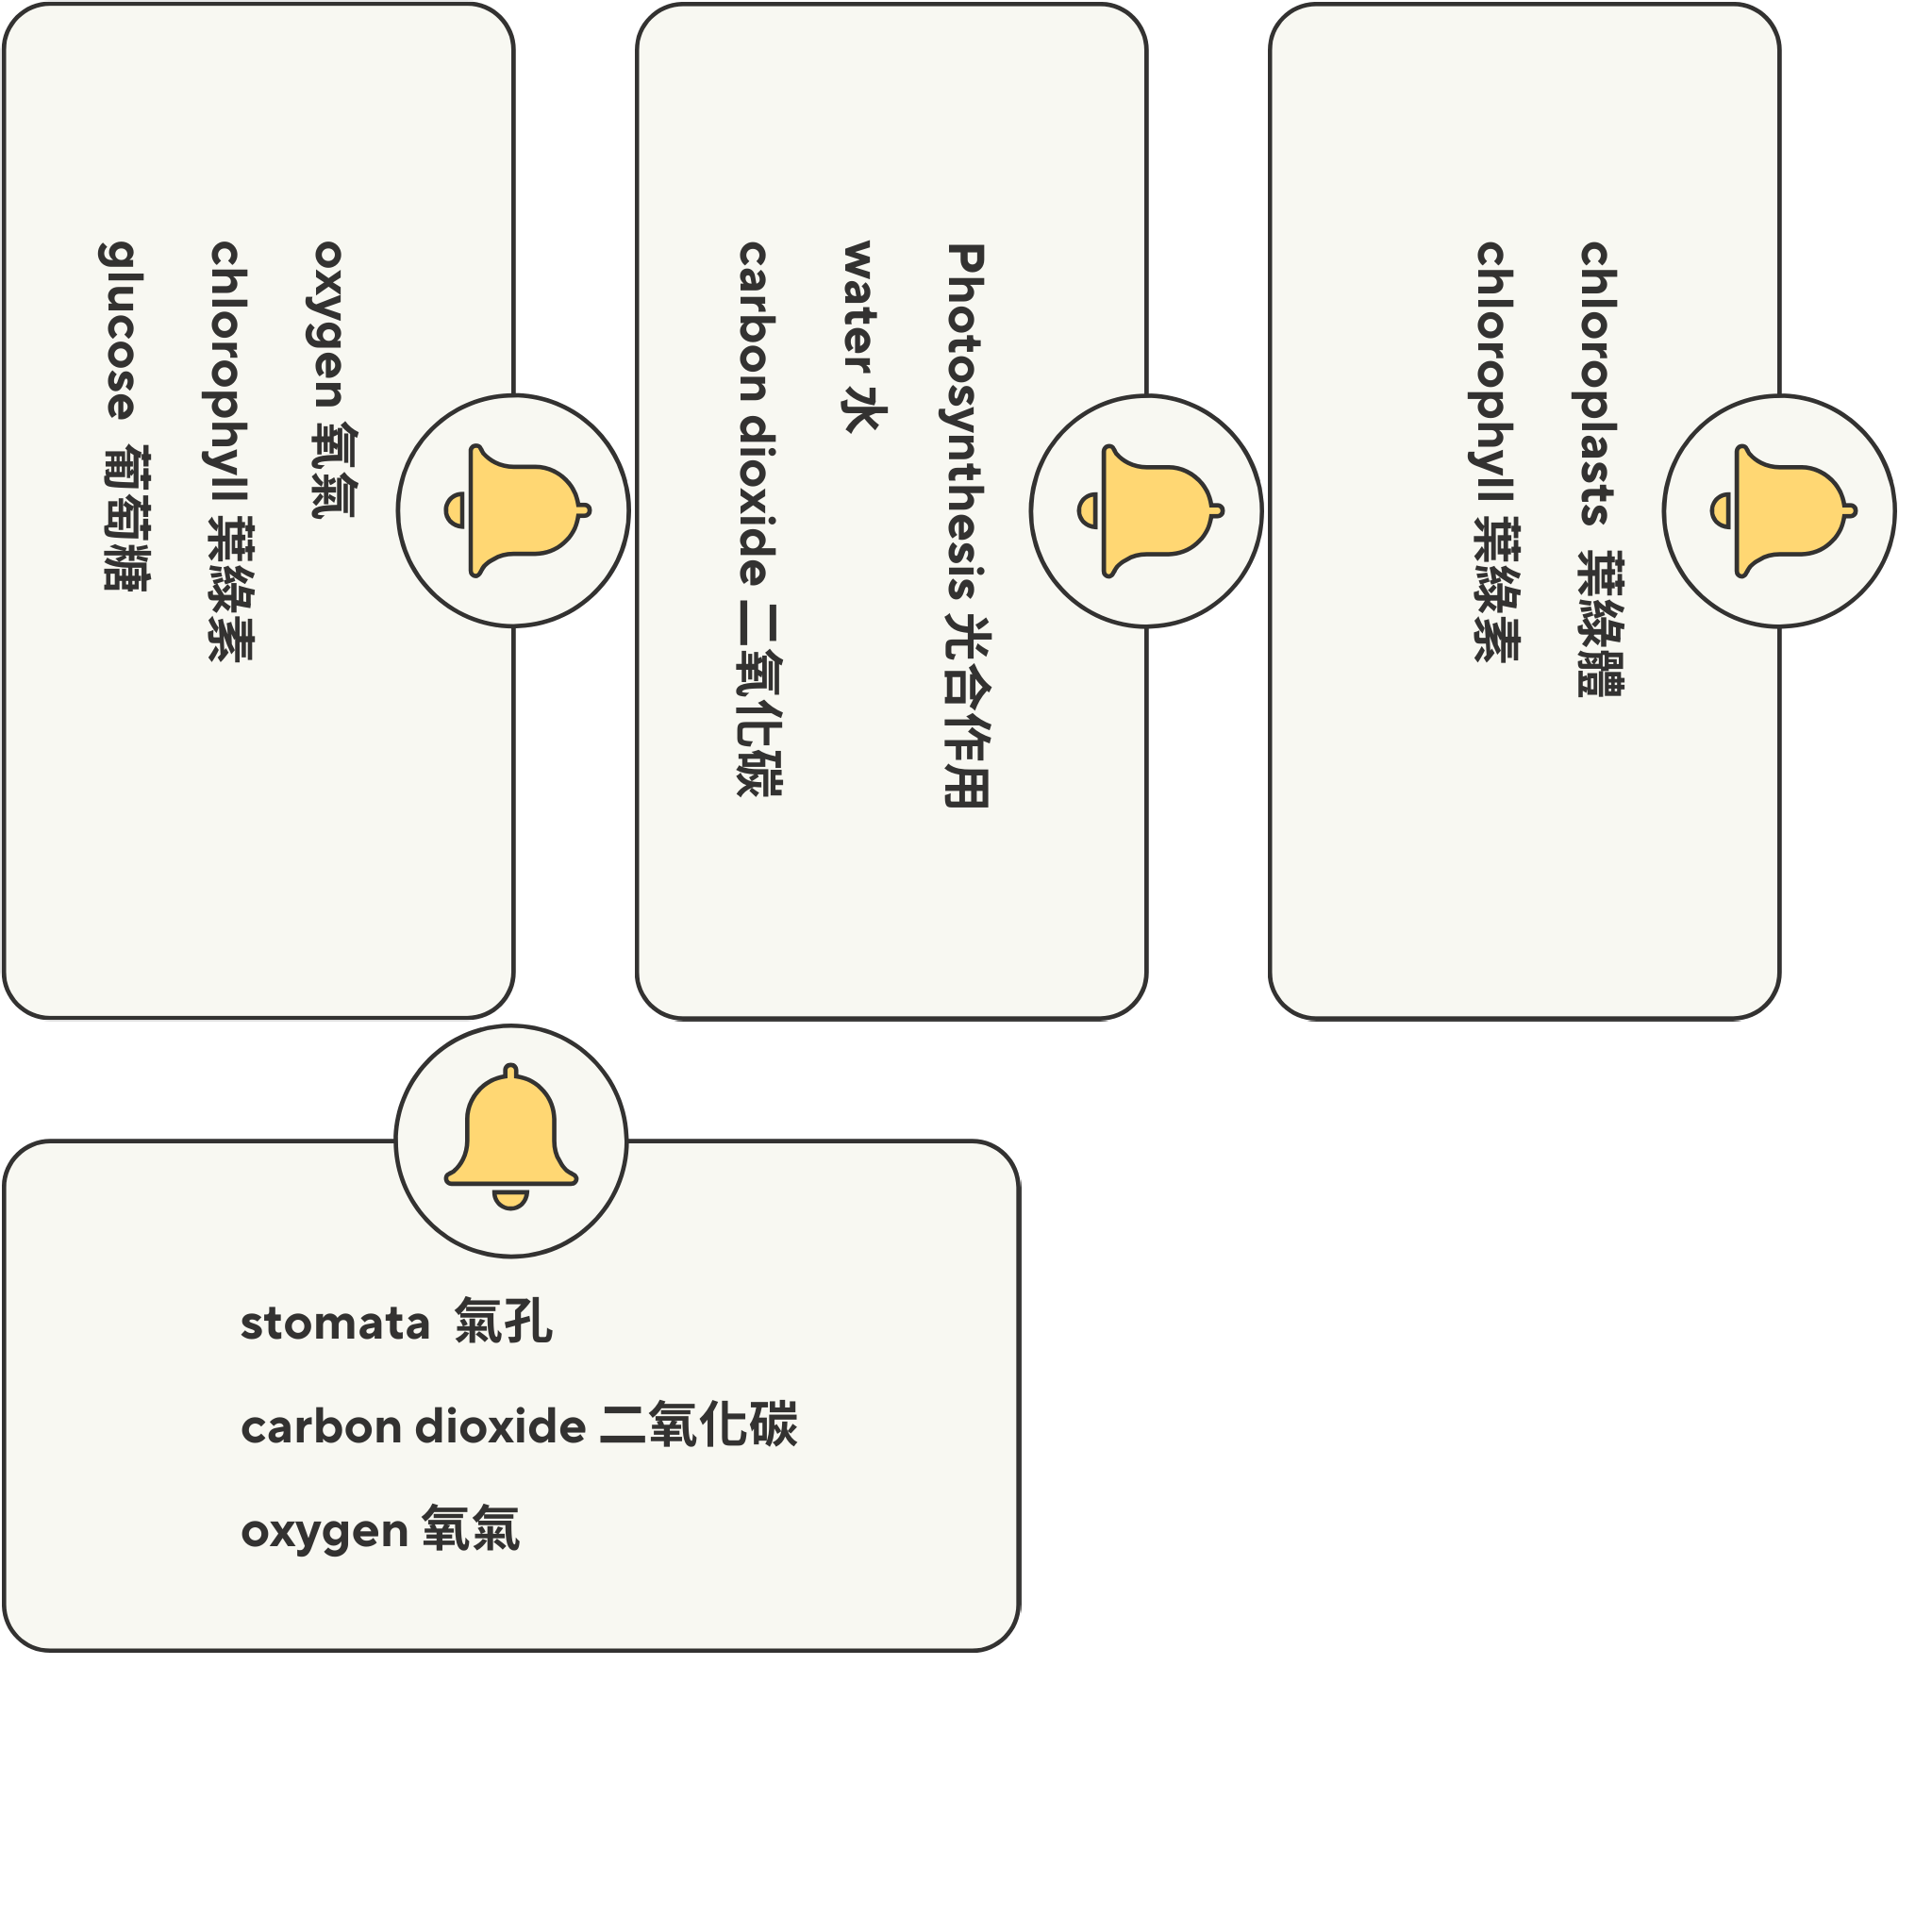 oxygen 氧氣
chlorophyll 葉綠素
glucose 葡萄糖
Photosynthesis 光合作用
water 水
carbon dioxide 二氧化碳
chloroplasts 葉綠體
chlorophyll 葉綠素
stomata 氣孔
carbon dioxide 二氧化碳
oxygen 氧氣